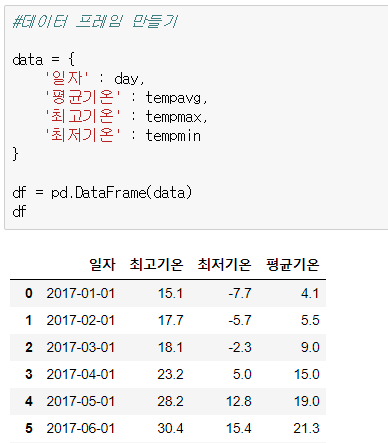 #데이터 프레임 만들기
data = {
'일자' : day,
'평균기온' : tempavg,
'최고기온' : tempmax,
'최저기온' : tempmin
}
df = pd.DataFrame(data)
df
일자 최고기온 최저기온 평균기온
0 2017-01-01 15.1 -7.7 4.1
1 2017-02-01 17.7 -5.7 5.5
2 2017-03-01 18.1 -2.3 9.0
3 2017-04-01 23.2 5.0 15.0
4 2017-05-01 28.2 12.8 19.0
5 2017-06-01 30.4 15.4 21.3